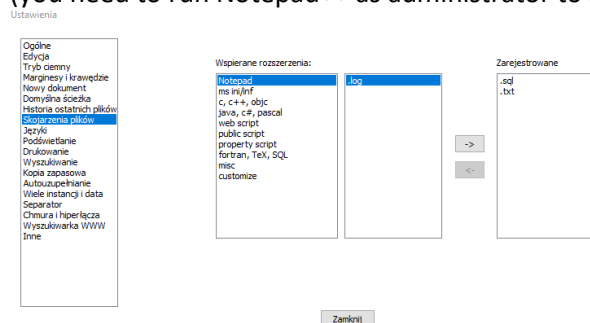 (you need to run Notepad++ as administrator to
Ustawienia
Ogólne
Edycja
Tryb ciemny
Marginesy i krawędzie
Nowy dokument
Domyślna ścieżka
Historia ostatnich plików
Skojarzenia plików
Języki
Podświetlanie
Drukowanie
Wyszukiwanie
Kopia zapasowa
Autouzupełnianie
Wiele instancji i data
Separator
Chmura i hiperłącza
Wyszukiwarka WWW
Inne
Wspierane rozszerzenia:
Notepad
ms ini/inf
c, c++, objc
java, c#, pascal
web script
public script
property script
fortran, TeX, SQL
misc
customize
.log
->
<-
Zarejestrowane
.sql
.txt
Zamknij